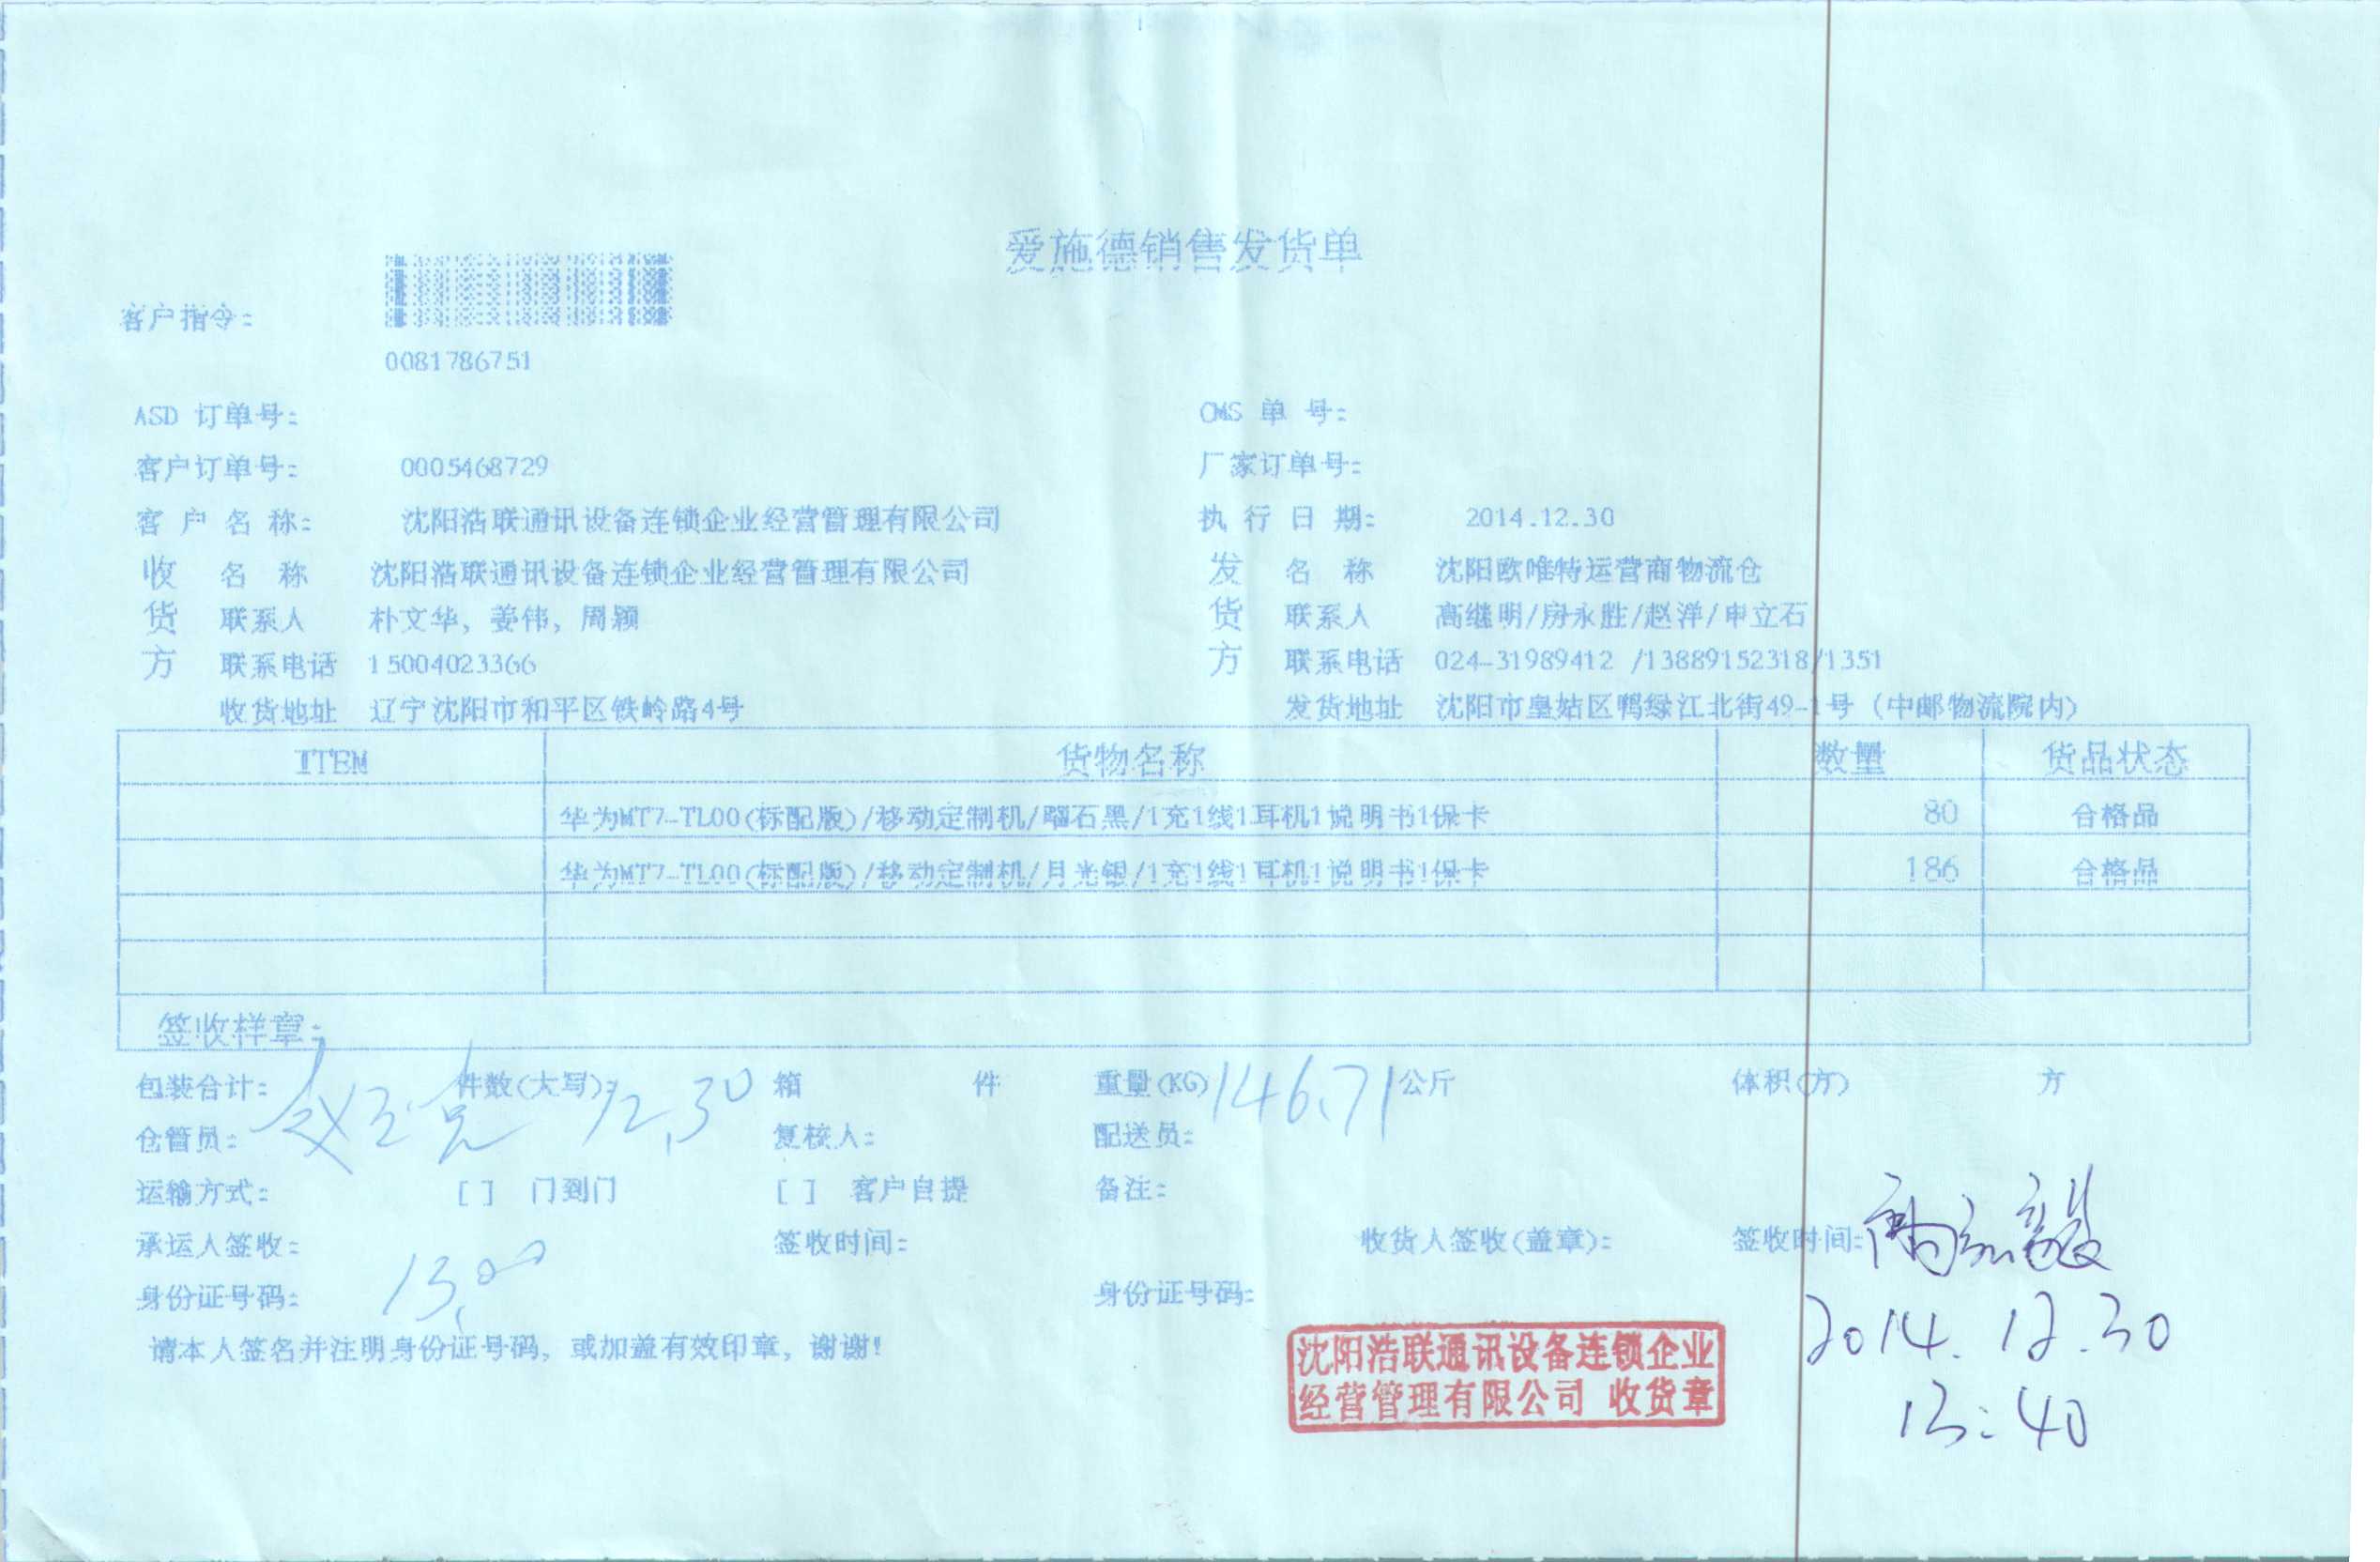 爱施德销售发货单
客户指令:
0081786751
ASD 订单号: OMS 单 号:
客户订单号: 0005468729 厂家订单号:
客 户 名 称: 沈阳浩联通讯设备连锁企业经营管理有限公司 执 行 日 期: 2014.12.30
收 名 称 沈阳浩联通讯设备连锁企业经营管理有限公司 发 名 称 沈阳欧唯特运营商物流仓
货 联系人 朴文华, 姜伟, 周颖 货 联系人 高继明/房永胜/赵洋/申立石
方 联系电话 15004023366 方 联系电话 024-31989412 /13889152318/1351
收货地址 辽宁沈阳市和平区铁岭路4号 发货地址 沈阳市皇姑区鸭绿江北街49-1号 (中邮物流院内)
ITEM 货物名称 数量 货品状态
华为MT7-TL00(标配版)/移动定制机/曜石黑/1充1线1耳机1说明书1保卡 80 合格品
华为MT7-TL00(标配版)/移动定制机/月光银/1充1线1耳机1说明书1保卡 186 合格品
签收样章:
包装合计: 件数(大写): 箱 件 重量(KG) 146.71 公斤 体积(方) 方
仓管员: 12.30 复核人: 配送员:
运输方式: [ ] 门到门 [ ] 客户自提 备注:
承运人签收: 签收时间: 收货人签收(盖章): 签收时间:
身份证号码: 13.00 身份证号码:
请本人签名并注明身份证号码, 或加盖有效印章, 谢谢!
沈阳浩联通讯设备连锁企业
经营管理有限公司 收货章
2014.12.30
13:40